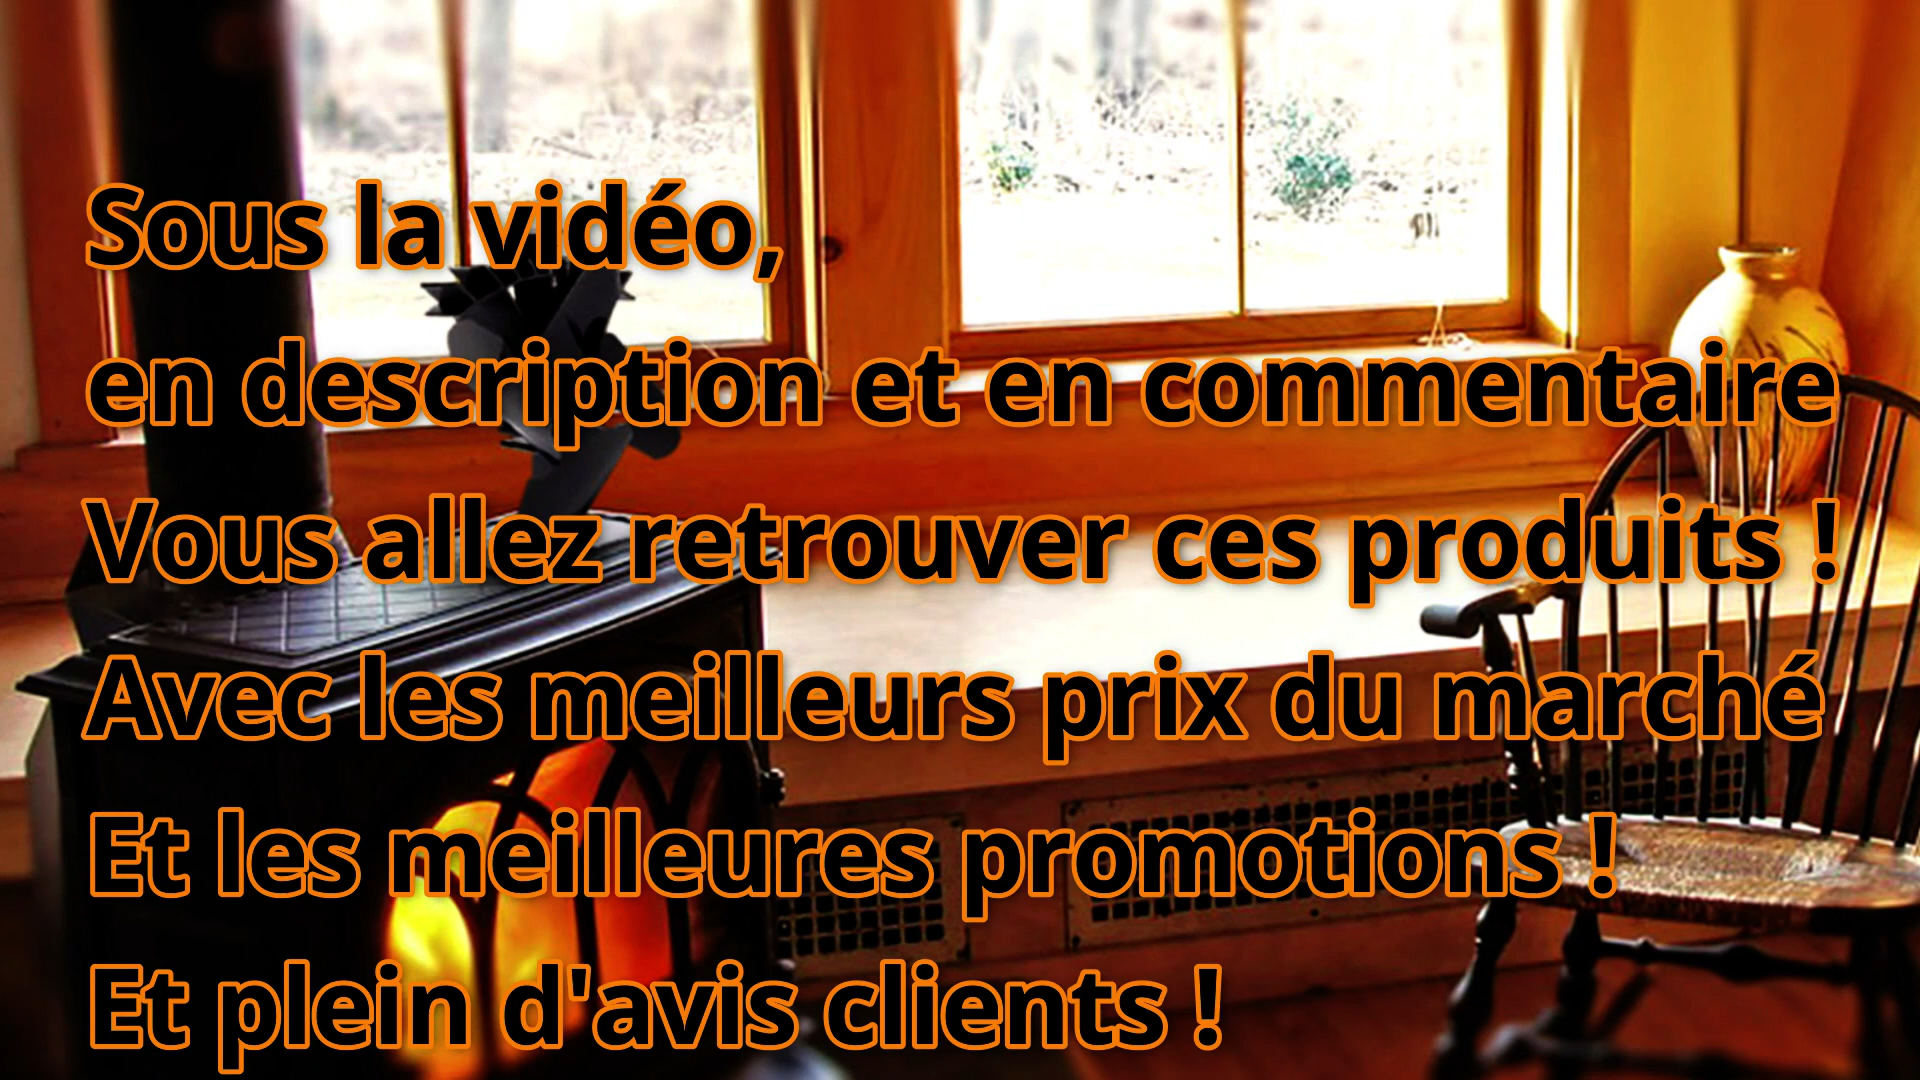 Sous la vidéo,
en description et en commentaire
Vous allez retrouver ces produits !
Avec les meilleurs prix du marché
Et les meilleures promotions !
Et plein d'avis clients !